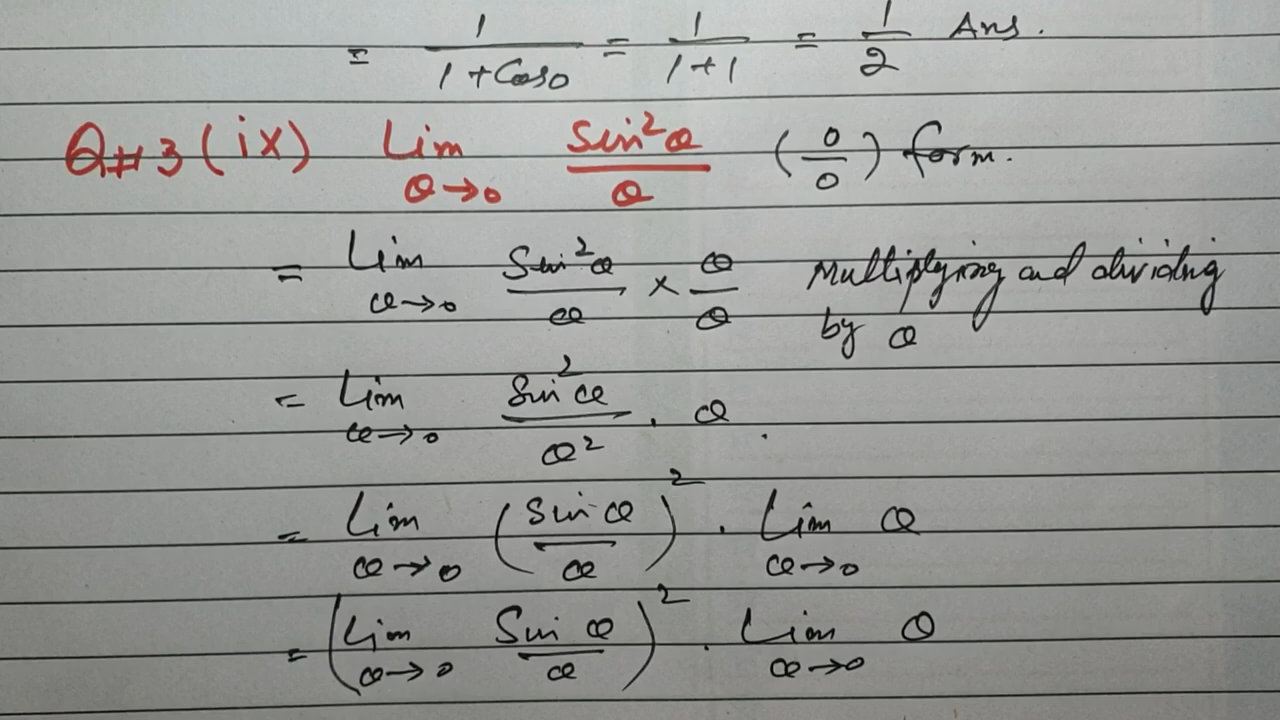 = 1/(1+Cos0) = 1/(1+1) = 1/2 Ans.
Q#3(ix) Lim θ→0 Sin²θ/θ (0/0) form.
= Lim θ→0 Sin²θ/θ × θ/θ Multiplying and dividing
by θ
= Lim θ→0 Sin²θ/θ² . θ .
= Lim θ→0 (Sinθ/θ)² . Lim θ→0 θ
= (Lim θ→0 Sin θ/θ)² . Lim θ→0 θ